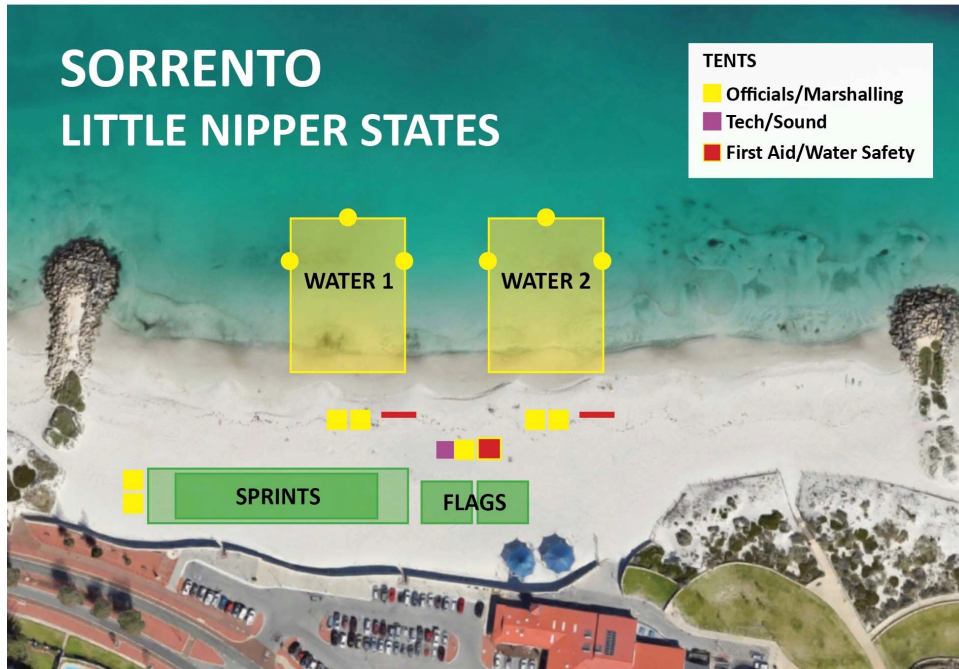 SORRENTO
LITTLE NIPPER STATES
TENTS
Officials/Marshalling
Tech/Sound
First Aid/Water Safety
WATER 1
WATER 2
SPRINTS
FLAGS